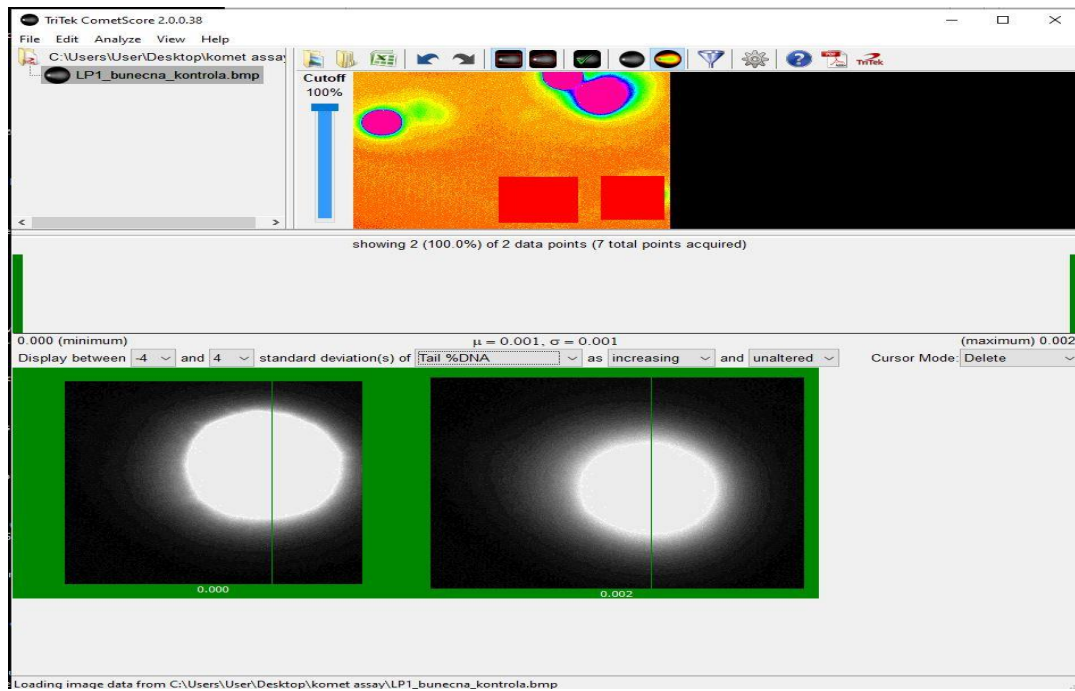 TriTek CometScore 2.0.0.38
File Edit Analyze View Help
C:\Users\User\Desktop\komet assa
LP1_bunecna_kontrola.bmp
Cutoff
100%
TriTek
showing 2 (100.0%) of 2 data points (7 total points acquired)
0.000 (minimum) μ = 0.001, σ = 0.001 (maximum) 0.002
Display between -4 and 4 standard deviation(s) of Tail %DNA as increasing and unaltered Cursor Mode: Delete
0.000
0.002
Loading image data from C:\Users\User\Desktop\komet assay\LP1_bunecna_kontrola.bmp